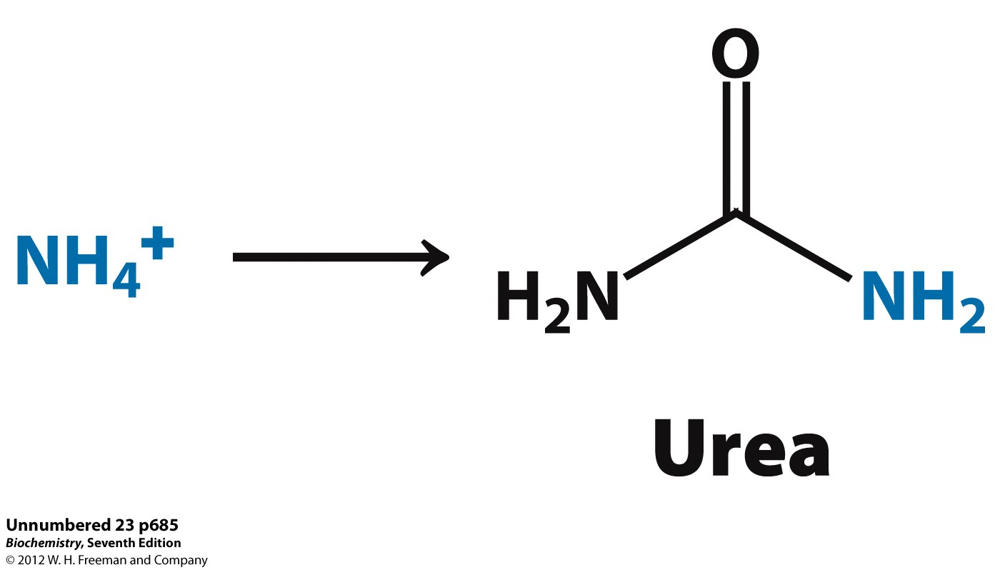 O
NH₄⁺
H₂N
NH₂
Urea
Unnumbered 23 p685
Biochemistry, Seventh Edition
© 2012 W. H. Freeman and Company